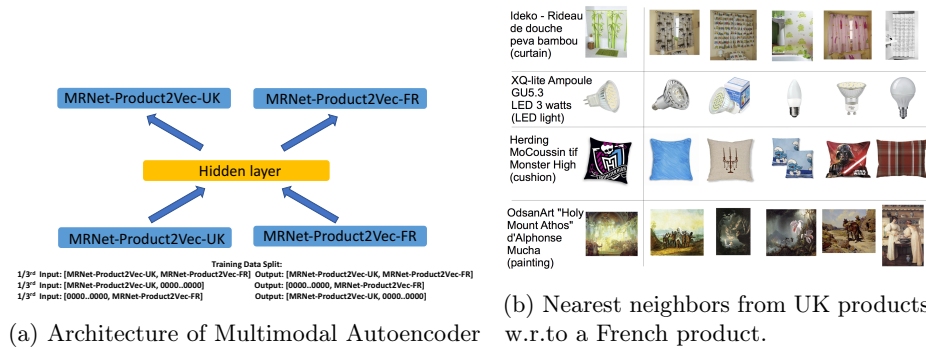 MRNet-Product2Vec-UK MRNet-Product2Vec-FR
Hidden layer
MRNet-Product2Vec-UK MRNet-Product2Vec-FR
Training Data Split:
1/3rd Input: [MRNet-Product2Vec-UK, MRNet-Product2Vec-FR] Output: [MRNet-Product2Vec-UK, MRNet-Product2Vec-FR]
1/3rd Input: [MRNet-Product2Vec-UK, 0000..0000] Output: [0000..0000, MRNet-Product2Vec-FR]
1/3rd Input: [0000..0000, MRNet-Product2Vec-FR] Output: [MRNet-Product2Vec-UK, 0000..0000]
(a) Architecture of Multimodal Autoencoder
Ideko - Rideau
de douche
peva bambou
(curtain)
XQ-lite Ampoule
GU5.3
LED 3 watts
(LED light)
Herding
MoCoussin tif
Monster High
(cushion)
OdsanArt "Holy
Mount Athos"
d'Alphonse
Mucha
(painting)
(b) Nearest neighbors from UK products
w.r.to a French product.